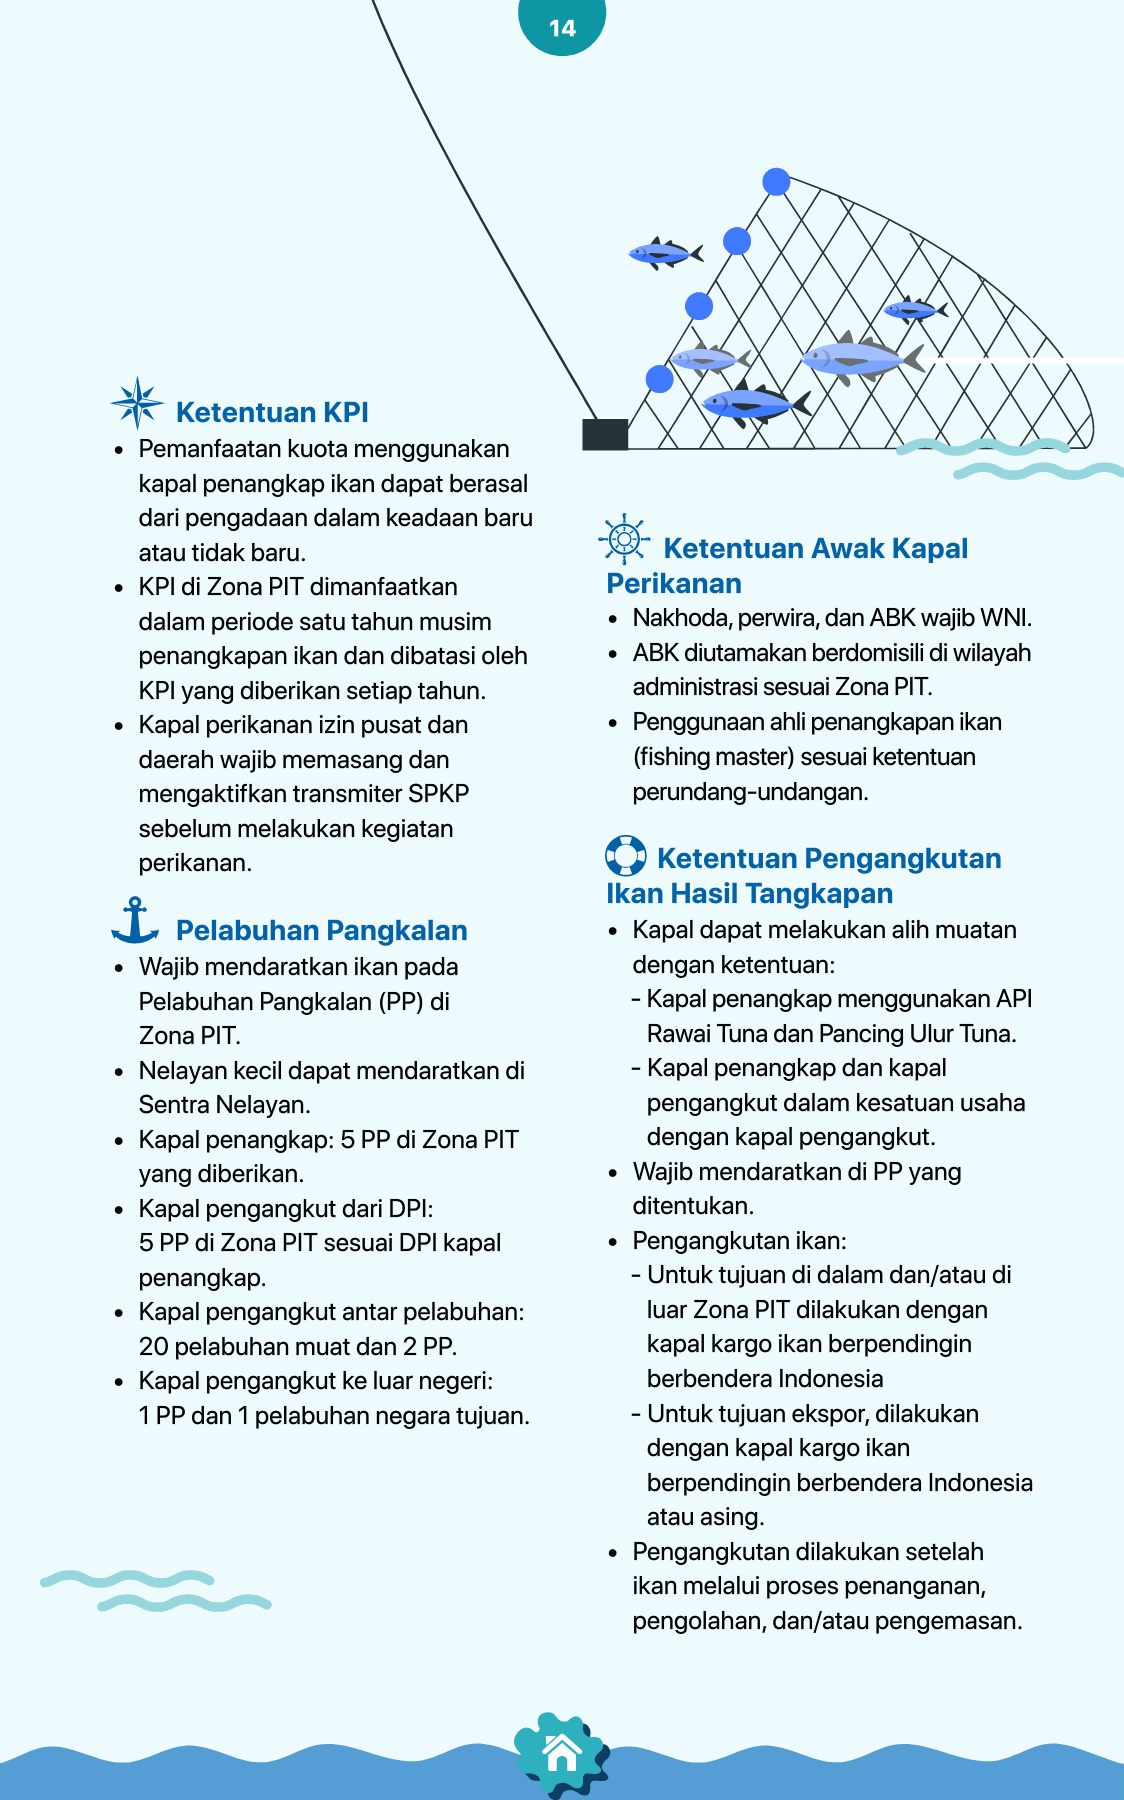 14
Ketentuan KPI
• Pemanfaatan kuota menggunakan
kapal penangkap ikan dapat berasal
dari pengadaan dalam keadaan baru
atau tidak baru.
• KPI di Zona PIT dimanfaatkan
dalam periode satu tahun musim
penangkapan ikan dan dibatasi oleh
KPI yang diberikan setiap tahun.
• Kapal perikanan izin pusat dan
daerah wajib memasang dan
mengaktifkan transmiter SPKP
sebelum melakukan kegiatan
perikanan.
Pelabuhan Pangkalan
• Wajib mendaratkan ikan pada
Pelabuhan Pangkalan (PP) di
Zona PIT.
• Nelayan kecil dapat mendaratkan di
Sentra Nelayan.
• Kapal penangkap: 5 PP di Zona PIT
yang diberikan.
• Kapal pengangkut dari DPI:
5 PP di Zona PIT sesuai DPI kapal
penangkap.
• Kapal pengangkut antar pelabuhan:
20 pelabuhan muat dan 2 PP.
• Kapal pengangkut ke luar negeri:
1 PP dan 1 pelabuhan negara tujuan.
Ketentuan Awak Kapal
Perikanan
• Nakhoda, perwira, dan ABK wajib WNI.
• ABK diutamakan berdomisili di wilayah
administrasi sesuai Zona PIT.
• Penggunaan ahli penangkapan ikan
(fishing master) sesuai ketentuan
perundang-undangan.
Ketentuan Pengangkutan
Ikan Hasil Tangkapan
• Kapal dapat melakukan alih muatan
dengan ketentuan:
- Kapal penangkap menggunakan API
Rawai Tuna dan Pancing Ulur Tuna.
- Kapal penangkap dan kapal
pengangkut dalam kesatuan usaha
dengan kapal pengangkut.
• Wajib mendaratkan di PP yang
ditentukan.
• Pengangkutan ikan:
- Untuk tujuan di dalam dan/atau di
luar Zona PIT dilakukan dengan
kapal kargo ikan berpendingin
berbendera Indonesia
- Untuk tujuan ekspor, dilakukan
dengan kapal kargo ikan
berpendingin berbendera Indonesia
atau asing.
• Pengangkutan dilakukan setelah
ikan melalui proses penanganan,
pengolahan, dan/atau pengemasan.